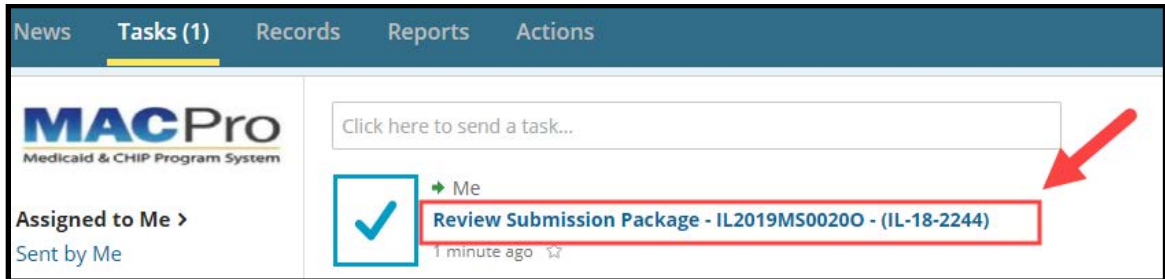 News Tasks (1) Records Reports Actions
MACPro
Medicaid & CHIP Program System
Click here to send a task...
Me
Review Submission Package - IL2019MS0020O - (IL-18-2244)
1 minute ago
Assigned to Me >
Sent by Me